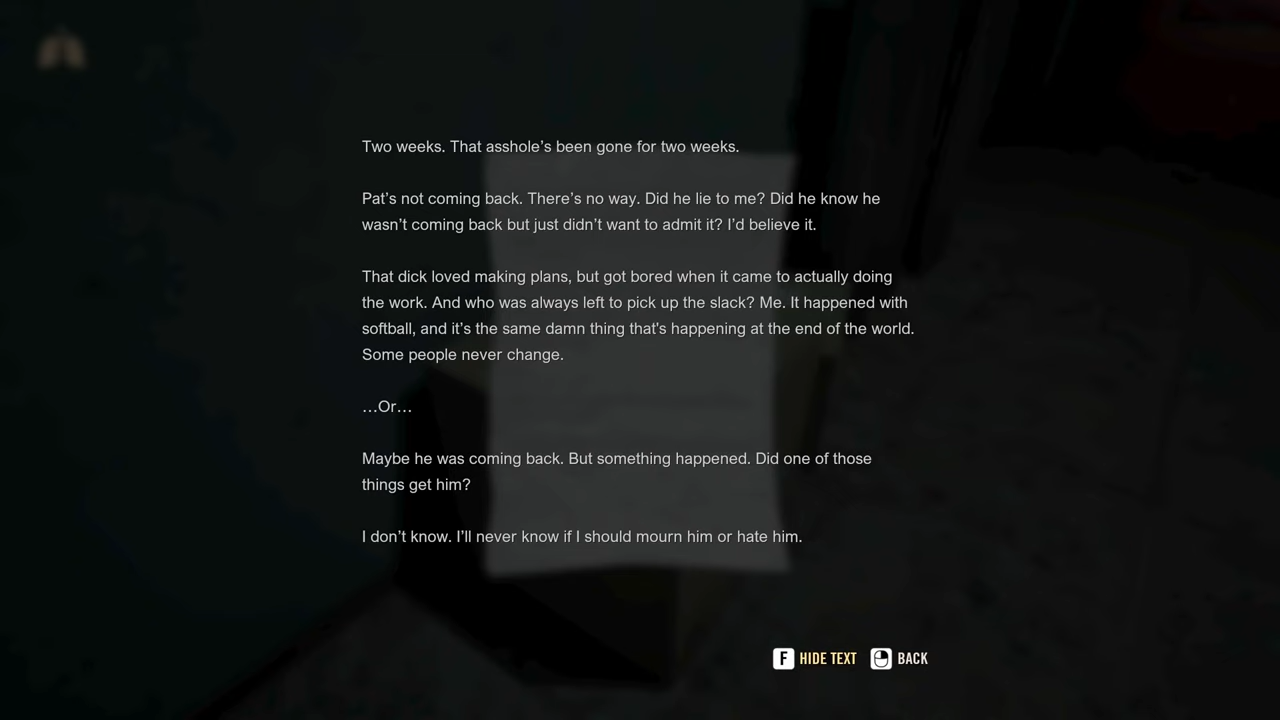 Two weeks. That asshole’s been gone for two weeks.
Pat’s not coming back. There’s no way. Did he lie to me? Did he know he
wasn’t coming back but just didn’t want to admit it? I’d believe it.
That dick loved making plans, but got bored when it came to actually doing
the work. And who was always left to pick up the slack? Me. It happened with
softball, and it’s the same damn thing that's happening at the end of the world.
Some people never change.
…Or…
Maybe he was coming back. But something happened. Did one of those
things get him?
I don’t know. I’ll never know if I should mourn him or hate him.
F HIDE TEXT BACK